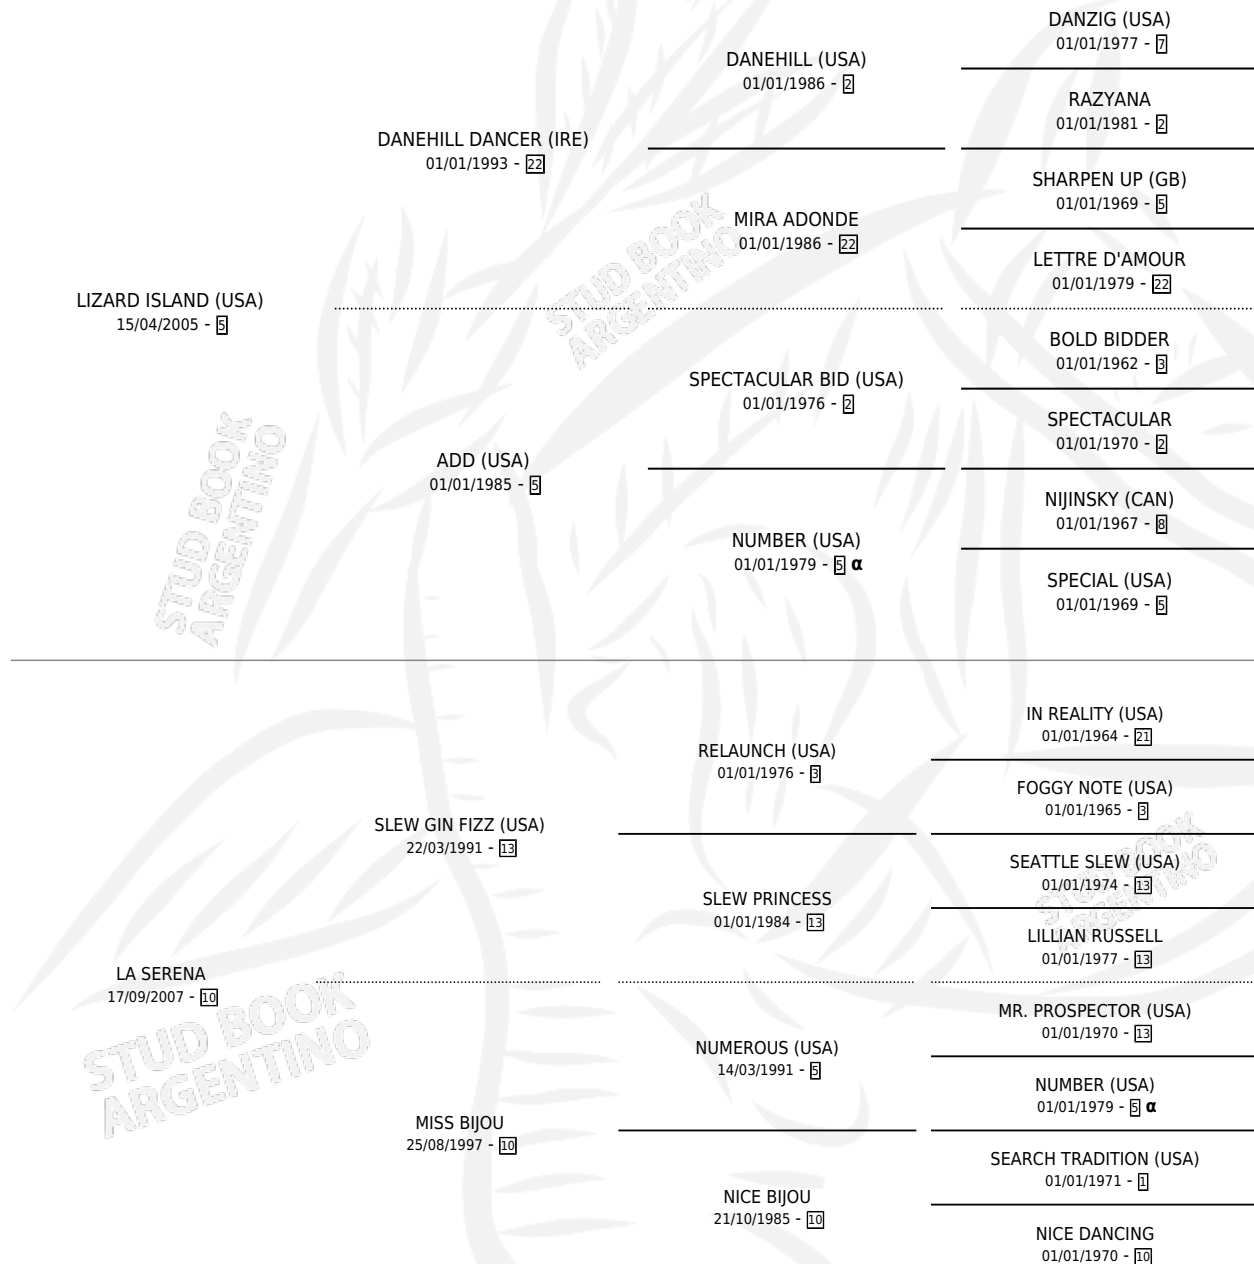 DANZIG (USA)
01/01/1977 - 7
DANEHILL (USA)
01/01/1986 - 2
RAZYANA
01/01/1981 - 2
DANEHILL DANCER (IRE)
01/01/1993 - 22
SHARPEN UP (GB)
01/01/1969 - 5
MIRA ADONDE
01/01/1986 - 22
LETTRE D'AMOUR
01/01/1979 - 22
LIZARD ISLAND (USA)
15/04/2005 - 5
BOLD BIDDER
01/01/1962 - 3
SPECTACULAR BID (USA)
01/01/1976 - 2
SPECTACULAR
01/01/1970 - 2
ADD (USA)
01/01/1985 - 5
NIJINSKY (CAN)
01/01/1967 - 8
NUMBER (USA)
01/01/1979 - 5 α
SPECIAL (USA)
01/01/1969 - 5
IN REALITY (USA)
01/01/1964 - 21
RELAUNCH (USA)
01/01/1976 - 3
FOGGY NOTE (USA)
01/01/1965 - 3
SLEW GIN FIZZ (USA)
22/03/1991 - 13
SEATTLE SLEW (USA)
01/01/1974 - 13
SLEW PRINCESS
01/01/1984 - 13
LILLIAN RUSSELL
01/01/1977 - 13
LA SERENA
17/09/2007 - 10
MR. PROSPECTOR (USA)
01/01/1970 - 13
NUMEROUS (USA)
14/03/1991 - 5
NUMBER (USA)
01/01/1979 - 5 α
MISS BIJOU
25/08/1997 - 10
SEARCH TRADITION (USA)
01/01/1971 - 1
NICE BIJOU
21/10/1985 - 10
NICE DANCING
01/01/1970 - 10
STUD BOOK
ARGENTINO
STUD BOOK
ARGENTINO
STUD BOOK
ARGENTINO
STUD BOOK
ARGENTINO